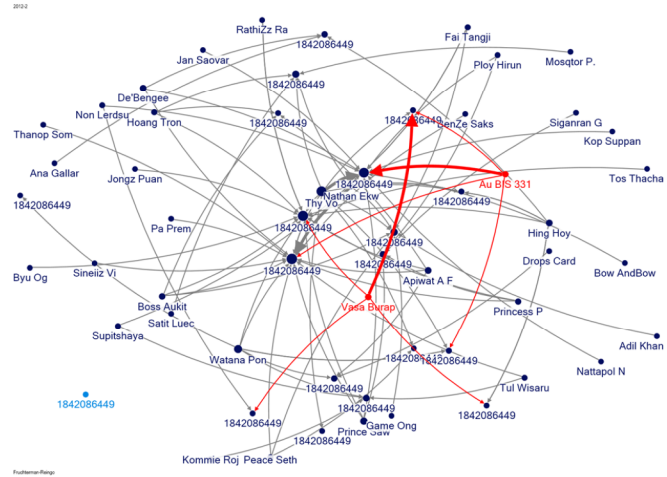 2012-2
RathiZz Ra
Fai Tangji
1842086449
Mosqtor P.
Jan Saovar
Ploy Hirun
1842086449
De'Bengee
Non Lerdsu
Hoang Tron
1842086449
1842086449
BenZe Saks
Siganran G
Thanop Som
Kop Suppan
Ana Gallar
Jongz Puan
1842086449
Au BIS 331
Tos Thacha
1842086449
Thy Vo
Nathan Ekw
1842086449
Pa Prem
1842086449
1842086449
Hing Hoy
Drops Card
Byu Og
Sineiiz Vi
1842086449
1842086449
Apiwat A F
Bow AndBow
Boss Aukit
Vasa Burap
Princess P
Satit Luec
Supitshaya
Adil Khan
Watana Pon
1842086449
Nattapol N
1842086449
Tul Wisaru
1842086449
1842086449
1842086449
1842086449
Game Ong
1842086449
Prince Saw
Kommie Roj
Peace Seth
Fruchterman-Reingo